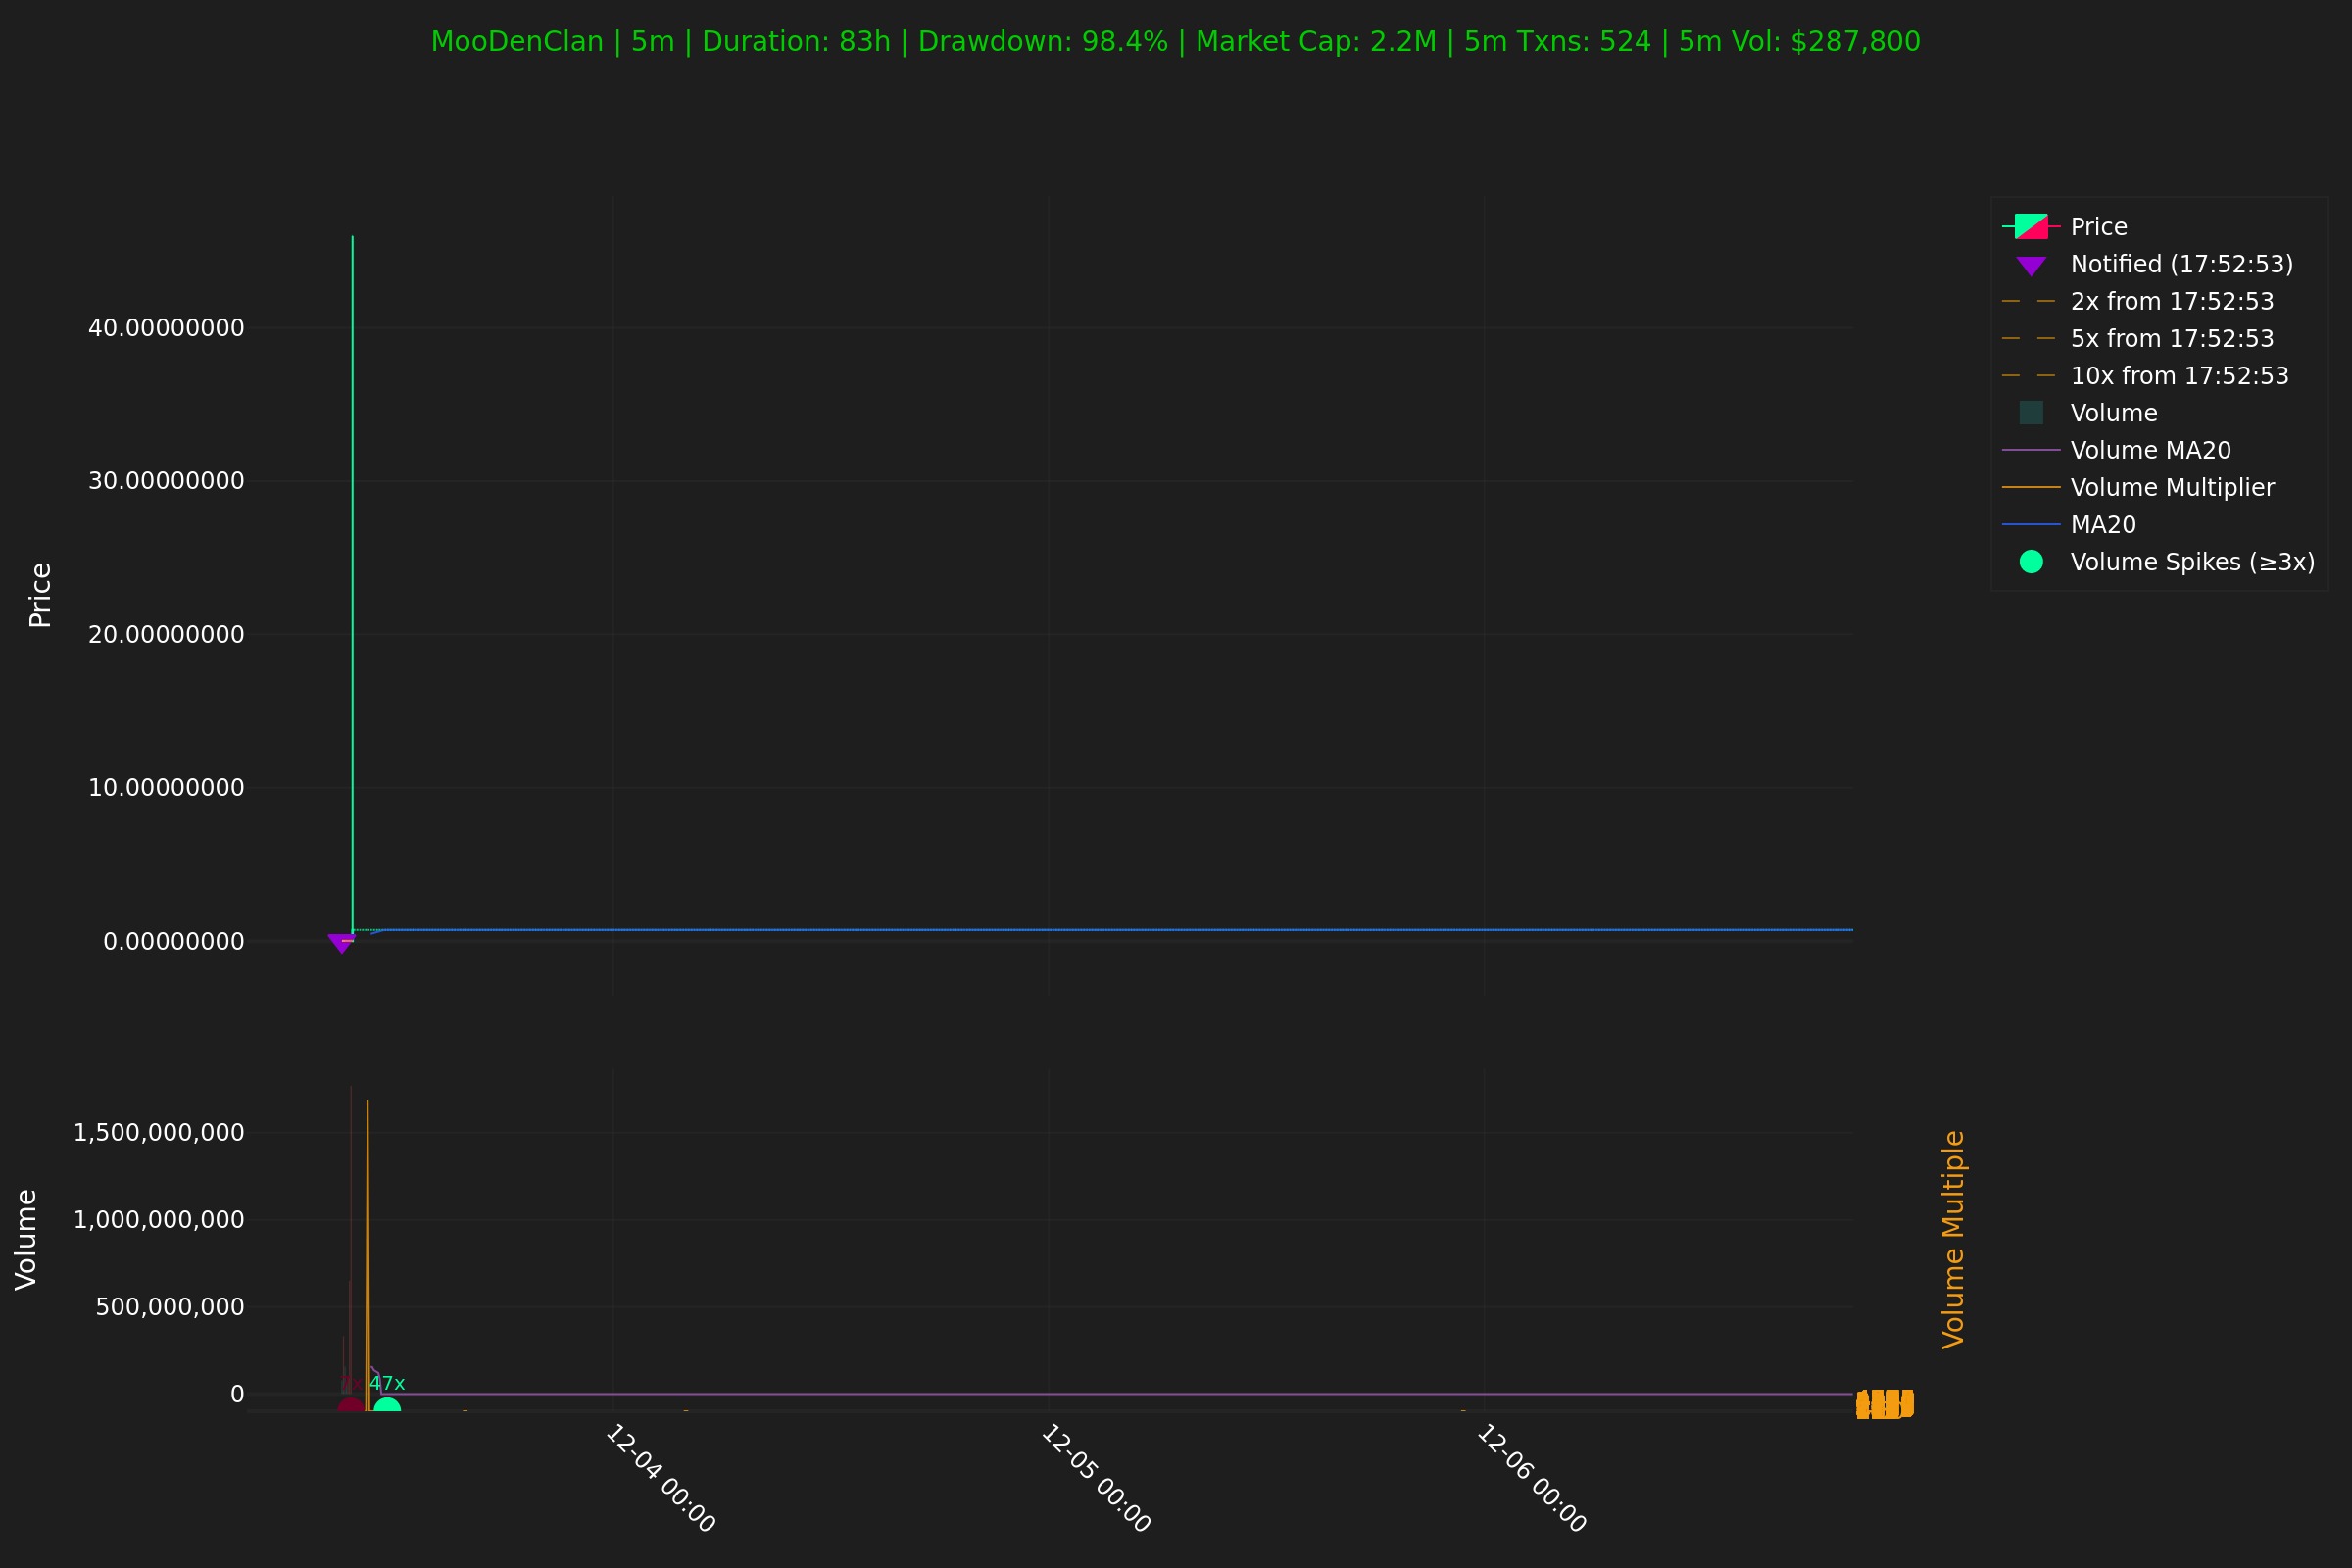 MooDenClan | 5m | Duration: 83h | Drawdown: 98.4% | Market Cap: 2.2M | 5m Txns: 524 | 5m Vol: $287,800
Price
40.00000000
30.00000000
20.00000000
10.00000000
0.00000000
Price
Notified (17:52:53)
2x from 17:52:53
5x from 17:52:53
10x from 17:52:53
Volume
Volume MA20
Volume Multiplier
MA20
Volume Spikes (≥3x)
Volume
1,500,000,000
1,000,000,000
500,000,000
0
47x
Volume Multiple
12-04 00:00
12-05 00:00
12-06 00:00